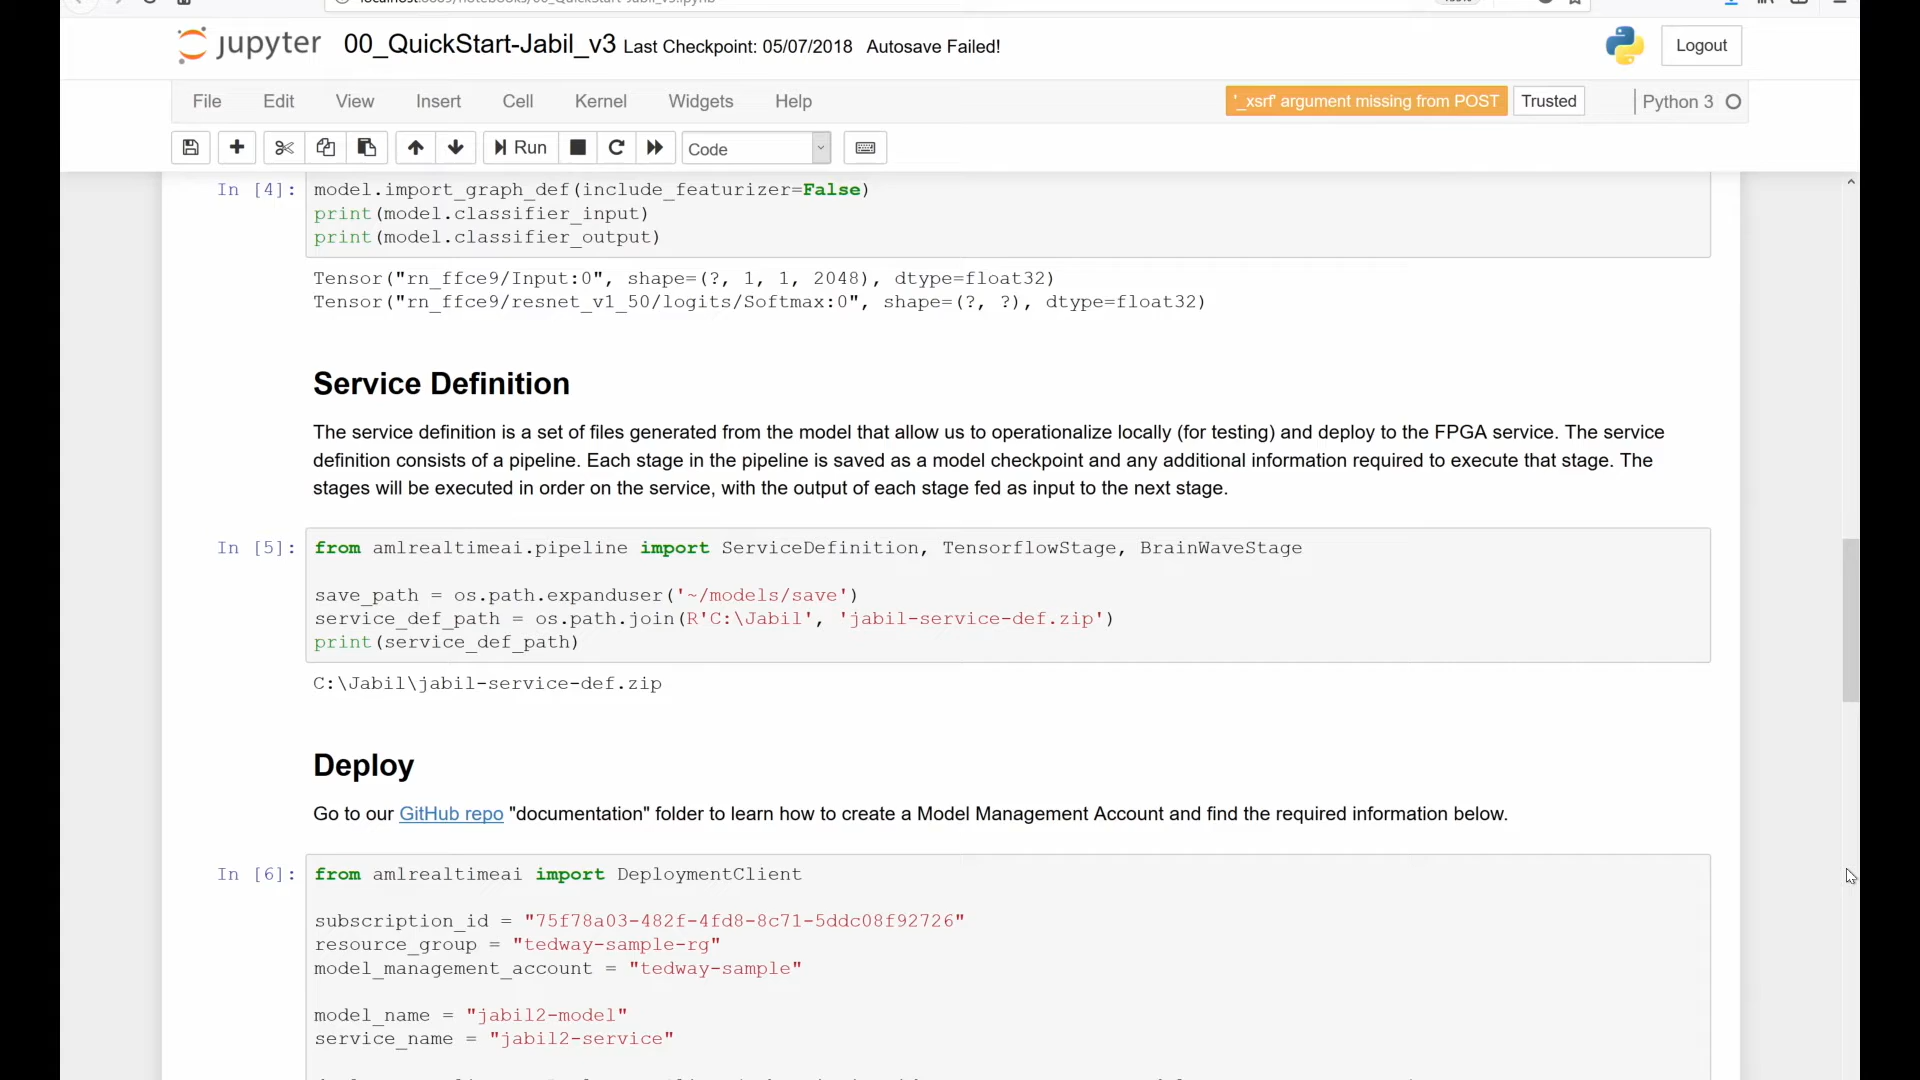 jupyter 00_QuickStart-Jabil_v3 Last Checkpoint: 05/07/2018 Autosave Failed! Logout
File Edit View Insert Cell Kernel Widgets Help '_xsrf' argument missing from POST Trusted Python 3
Run Code
In [4]: model.import_graph_def(include_featurizer=False)
print(model.classifier_input)
print(model.classifier_output)
Tensor("rn_ffce9/Input:0", shape=(?, 1, 1, 2048), dtype=float32)
Tensor("rn_ffce9/resnet_v1_50/logits/Softmax:0", shape=(?, ?), dtype=float32)
Service Definition
The service definition is a set of files generated from the model that allow us to operationalize locally (for testing) and deploy to the FPGA service. The service
definition consists of a pipeline. Each stage in the pipeline is saved as a model checkpoint and any additional information required to execute that stage. The
stages will be executed in order on the service, with the output of each stage fed as input to the next stage.
In [5]: from amlrealtimeai.pipeline import ServiceDefinition, TensorflowStage, BrainWaveStage
save_path = os.path.expanduser('~/models/save')
service_def_path = os.path.join(R'C:\Jabil', 'jabil-service-def.zip')
print(service_def_path)
C:\Jabil\jabil-service-def.zip
Deploy
Go to our GitHub repo "documentation" folder to learn how to create a Model Management Account and find the required information below.
In [6]: from amlrealtimeai import DeploymentClient
subscription_id = "75f78a03-482f-4fd8-8c71-5ddc08f92726"
resource_group = "tedway-sample-rg"
model_management_account = "tedway-sample"
model_name = "jabil2-model"
service_name = "jabil2-service"